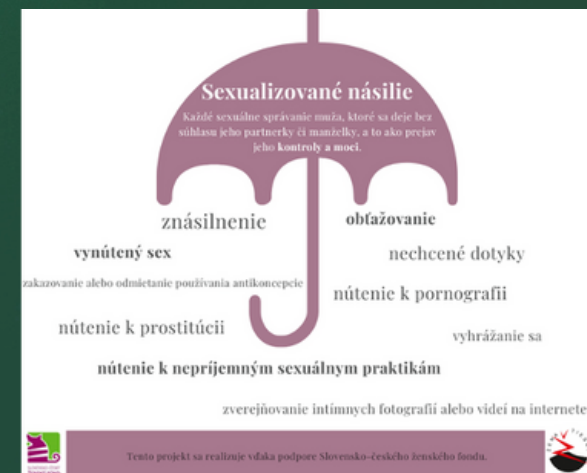 Sexualizované násilie
Každé sexuálne správanie muža, ktoré sa deje bez
súhlasu jeho partnerky či manželky, a to ako prejav
jeho kontroly a moci.
znásilnenie
obťažovanie
vynútený sex
nechcené dotyky
zakazovanie alebo odmietanie používania antikoncepcie
nútenie k pornografii
nútenie k prostitúcii
vyhrážanie sa
nútenie k nepríjemným sexuálnym praktikám
zverejňovanie intímnych fotografií alebo videí na internete
Tento projekt sa realizuje vďaka podpore Slovensko-českého ženského fondu.